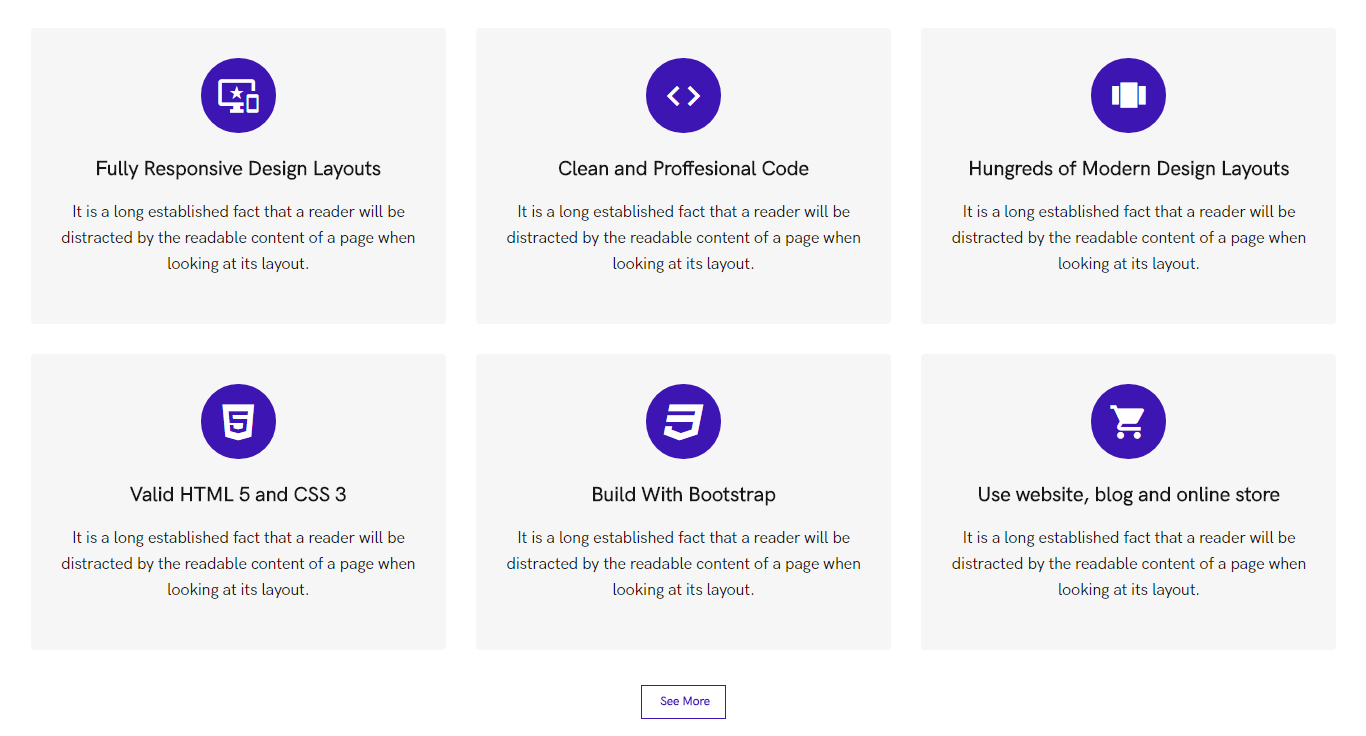 Fully Responsive Design Layouts
It is a long established fact that a reader will be
distracted by the readable content of a page when
looking at its layout.
Clean and Proffesional Code
It is a long established fact that a reader will be
distracted by the readable content of a page when
looking at its layout.
Hungreds of Modern Design Layouts
It is a long established fact that a reader will be
distracted by the readable content of a page when
looking at its layout.
Valid HTML 5 and CSS 3
It is a long established fact that a reader will be
distracted by the readable content of a page when
looking at its layout.
Build With Bootstrap
It is a long established fact that a reader will be
distracted by the readable content of a page when
looking at its layout.
Use website, blog and online store
It is a long established fact that a reader will be
distracted by the readable content of a page when
looking at its layout.
See More